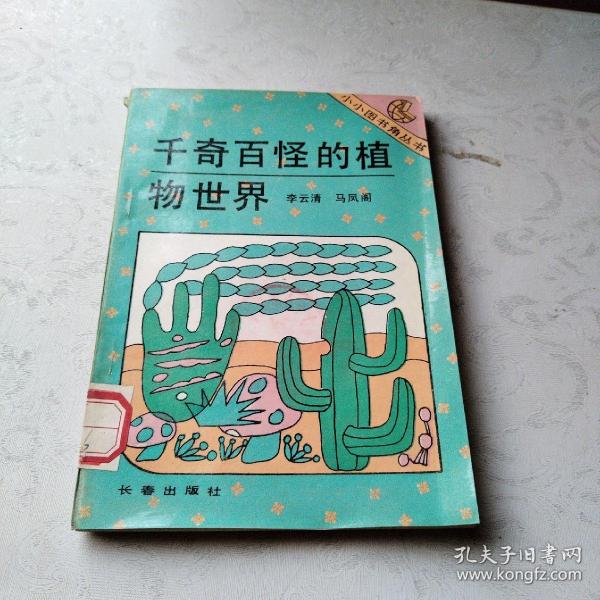 小小图书角丛书
千奇百怪的植
物世界
李云清 马凤阁
长春出版社
孔夫子旧书网
www.kongfz.com